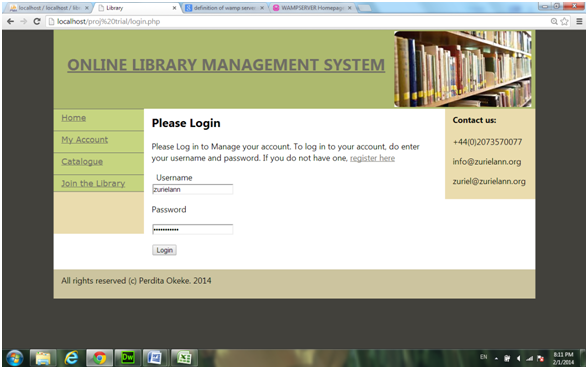 localhost / localhost / libr
Library
definition of wamp serve
WAMPSERVER Homepage
localhost/proj%20trial/login.php
ONLINE LIBRARY MANAGEMENT SYSTEM
Home
My Account
Catalogue
Join the Library
Please Login
Please Log in to Manage your account. To log in to your account, do enter
your username and password. If you do not have one, register here
Username
zurielann
Password
•••••••••••
Login
Contact us:
+44(0)2073570077
info@zurielann.org
zuriel@zurielann.org
All rights reserved (c) Perdita Okeke. 2014
Dw
EN
8:11 PM
2/1/2014